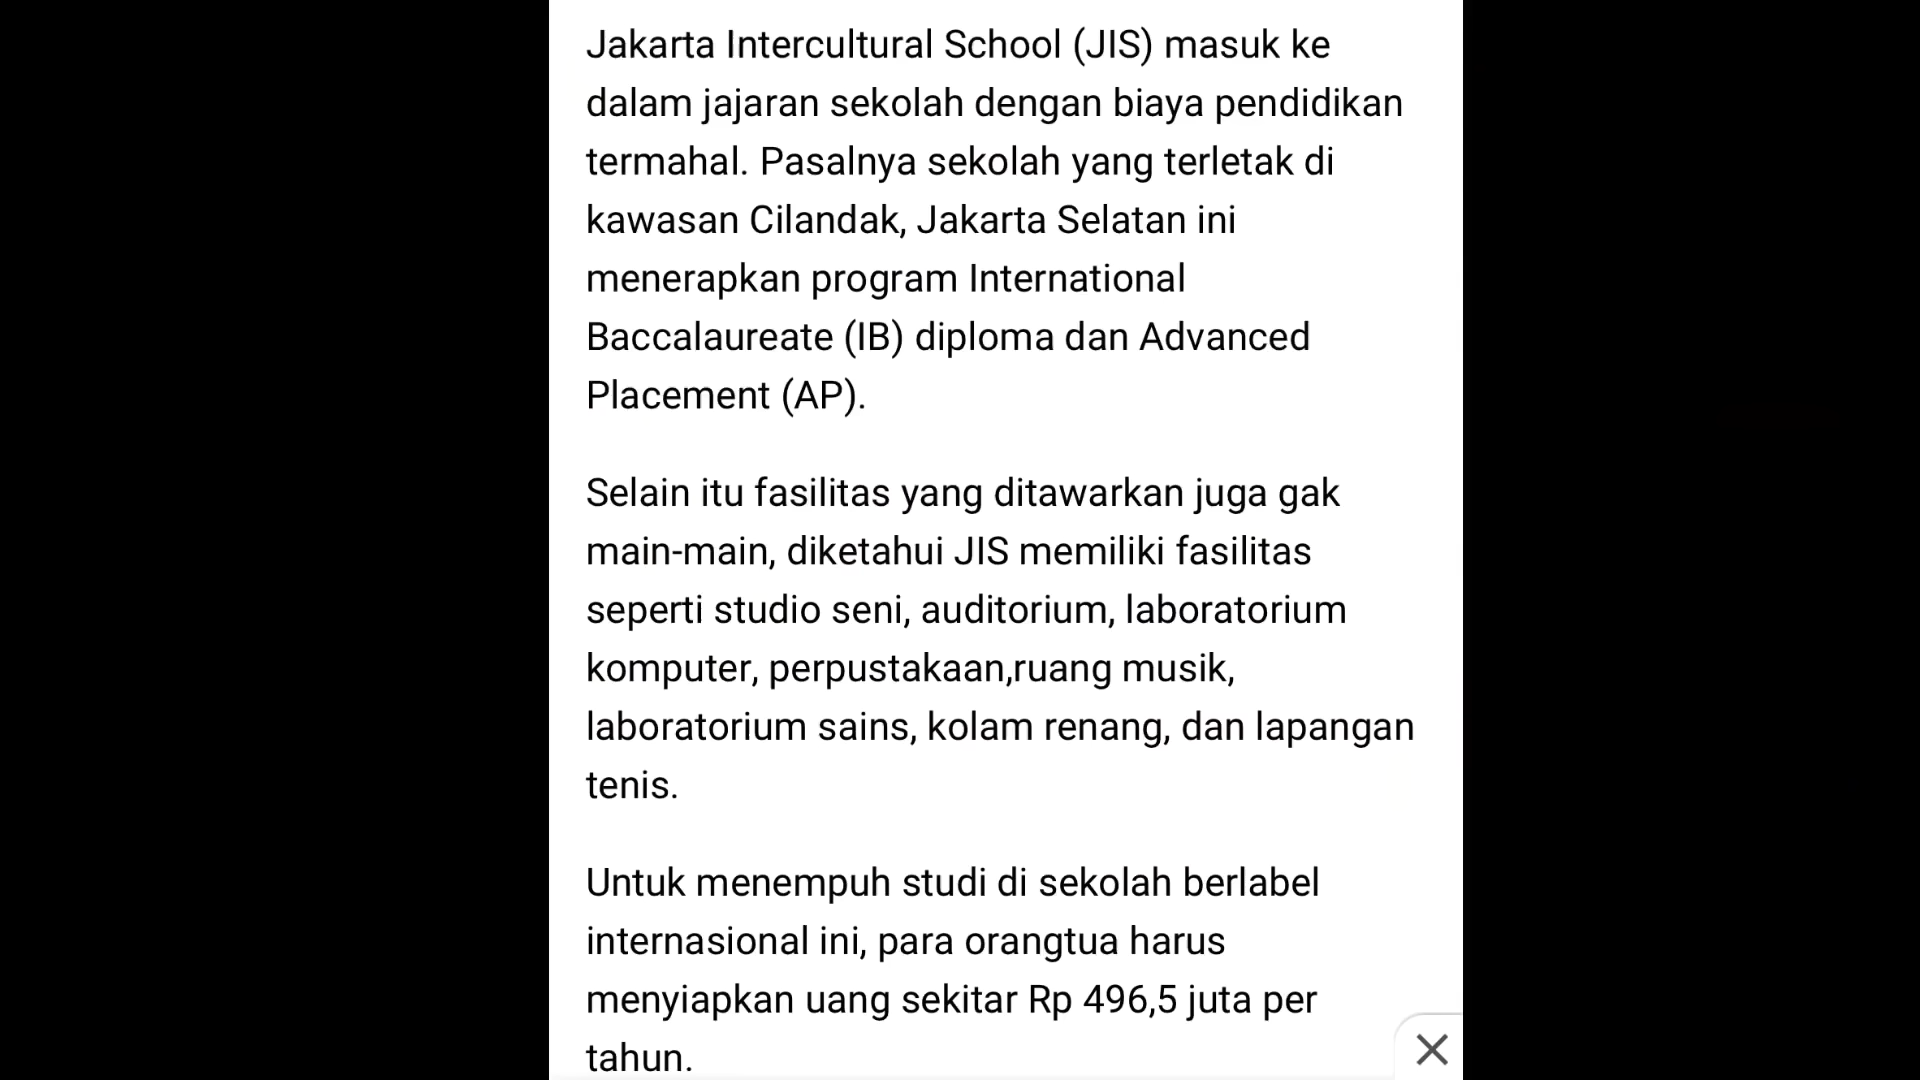 Jakarta Intercultural School (JIS) masuk ke
dalam jajaran sekolah dengan biaya pendidikan
termahal. Pasalnya sekolah yang terletak di
kawasan Cilandak, Jakarta Selatan ini
menerapkan program International
Baccalaureate (IB) diploma dan Advanced
Placement (AP).
Selain itu fasilitas yang ditawarkan juga gak
main-main, diketahui JIS memiliki fasilitas
seperti studio seni, auditorium, laboratorium
komputer, perpustakaan,ruang musik,
laboratorium sains, kolam renang, dan lapangan
tenis.
Untuk menempuh studi di sekolah berlabel
internasional ini, para orangtua harus
menyiapkan uang sekitar Rp 496,5 juta per
tahun.